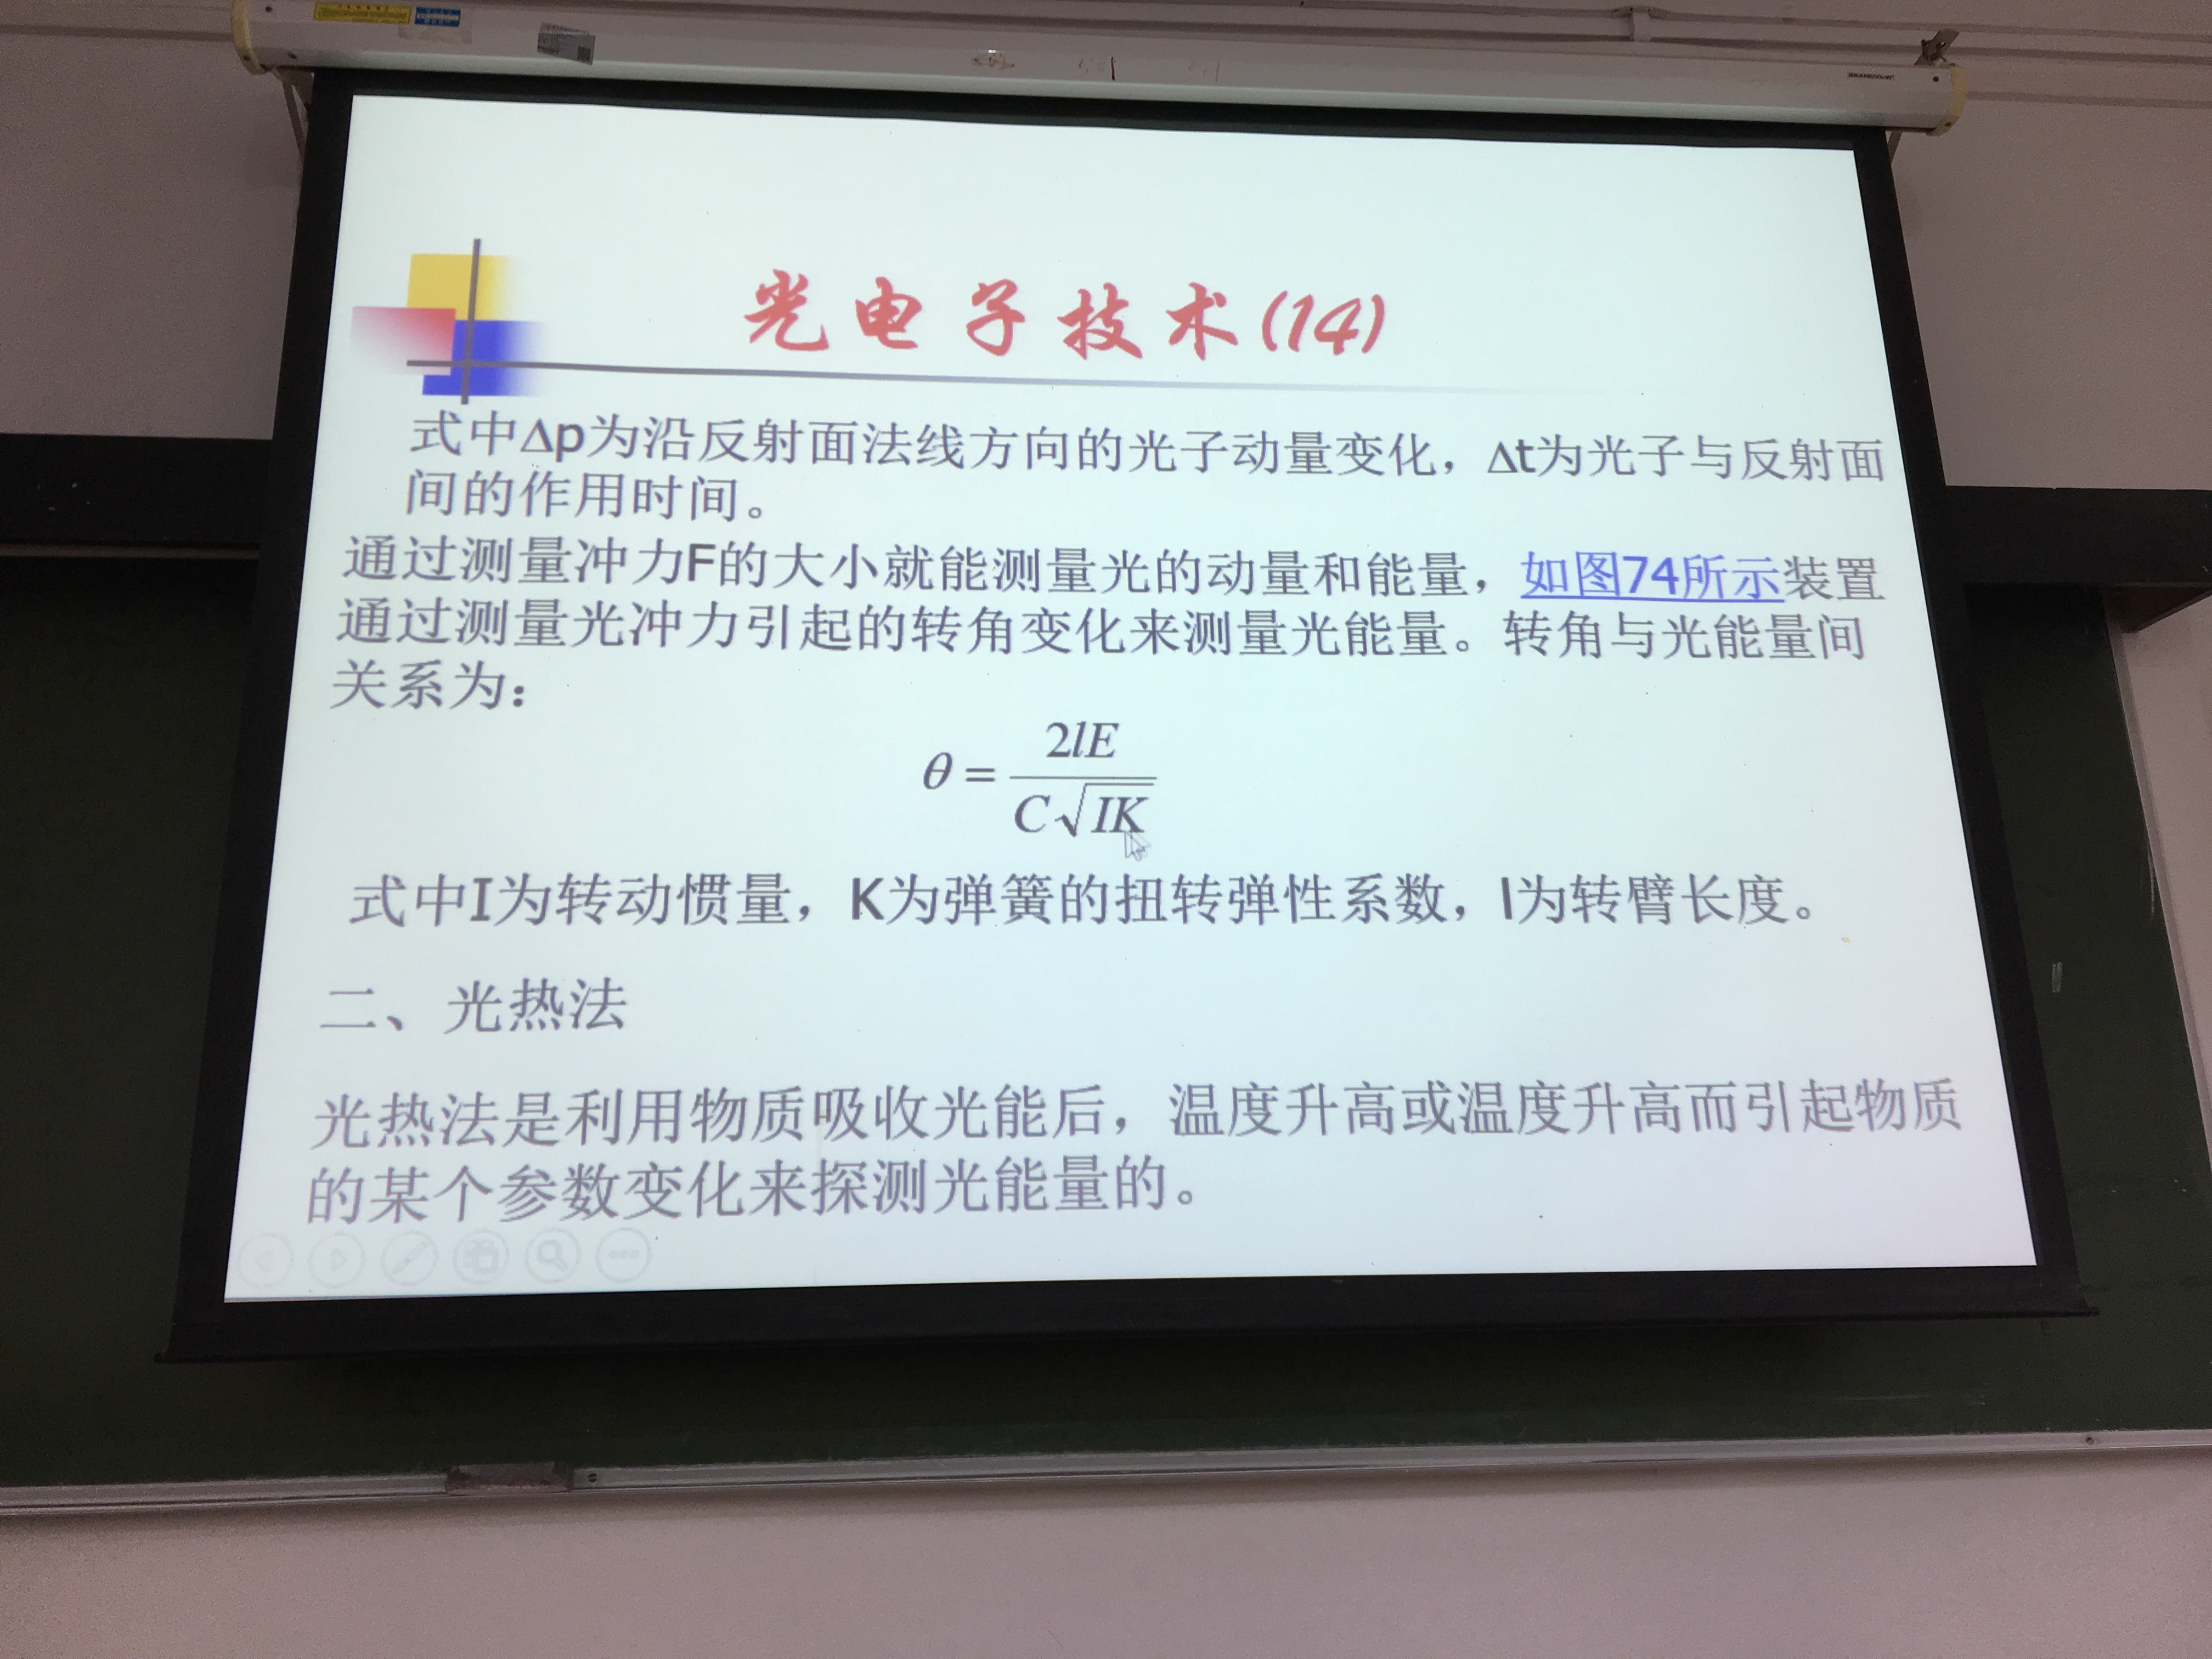 光电子技术(14)
式中Δp为沿反射面法线方向的光子动量变化，Δt为光子与反射面
间的作用时间。
通过测量冲力F的大小就能测量光的动量和能量，如图74所示装置
通过测量光冲力引起的转角变化来测量光能量。转角与光能量间
关系为：
θ = 2lE / C√IK
式中I为转动惯量，K为弹簧的扭转弹性系数，l为转臂长度。
二、光热法
光热法是利用物质吸收光能后，温度升高或温度升高而引起物质
的某个参数变化来探测光能量的。